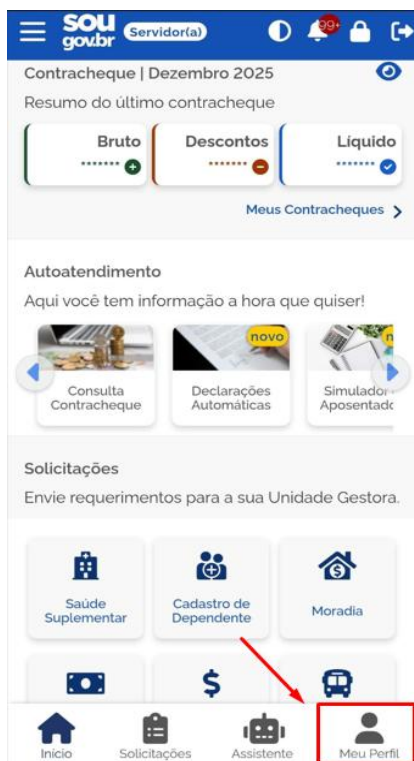 SOU
gov.br
Servidor(a)
99+
Contracheque | Dezembro 2025
Resumo do último contracheque
Bruto
*******
Descontos
*******
Líquido
*******
Meus Contracheques
Autoatendimento
Aqui você tem informação a hora que quiser!
Consulta
Contracheque
novo
Declarações
Automáticas
n
Simulador
Aposentado
Solicitações
Envie requerimentos para a sua Unidade Gestora.
Saúde
Suplementar
Cadastro de
Dependente
Moradia
Início
Solicitações
Assistente
Meu Perfil